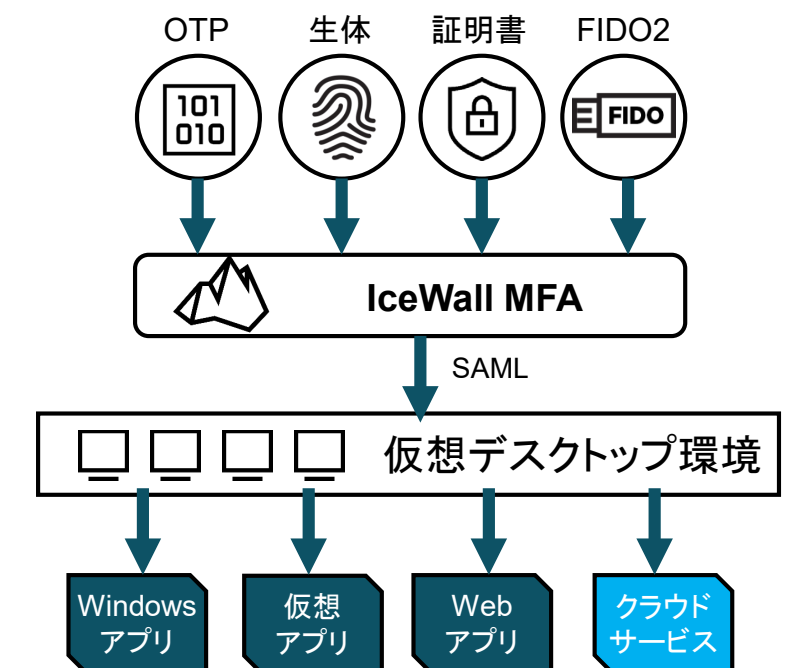 OTP 生体 証明書 FIDO2
101
010
FIDO
IceWall MFA
SAML
仮想デスクトップ環境
Windows
アプリ
仮想
アプリ
Web
アプリ
クラウド
サービス